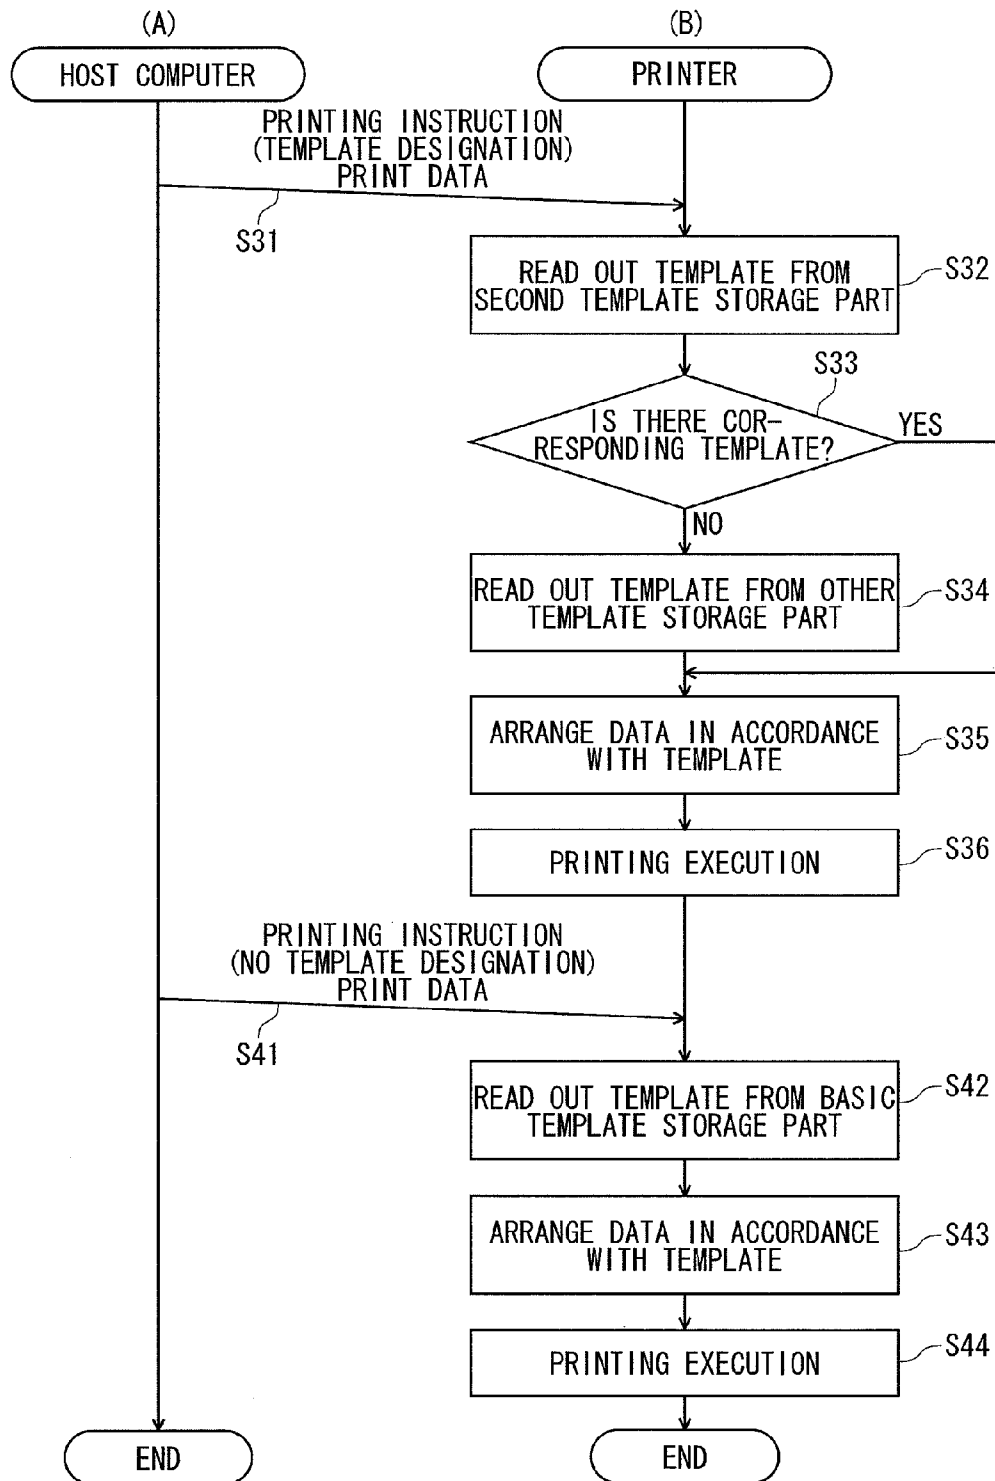 (A)
(B)
HOST COMPUTER
PRINTER
PRINTING INSTRUCTION
(TEMPLATE DESIGNATION)
PRINT DATA
S31
READ OUT TEMPLATE FROM
SECOND TEMPLATE STORAGE PART
S32
S33
IS THERE COR-
RESPONDING TEMPLATE?
YES
NO
READ OUT TEMPLATE FROM OTHER
TEMPLATE STORAGE PART
S34
ARRANGE DATA IN ACCORDANCE
WITH TEMPLATE
S35
PRINTING EXECUTION
S36
PRINTING INSTRUCTION
(NO TEMPLATE DESIGNATION)
PRINT DATA
S41
READ OUT TEMPLATE FROM BASIC
TEMPLATE STORAGE PART
S42
ARRANGE DATA IN ACCORDANCE
WITH TEMPLATE
S43
PRINTING EXECUTION
S44
END
END